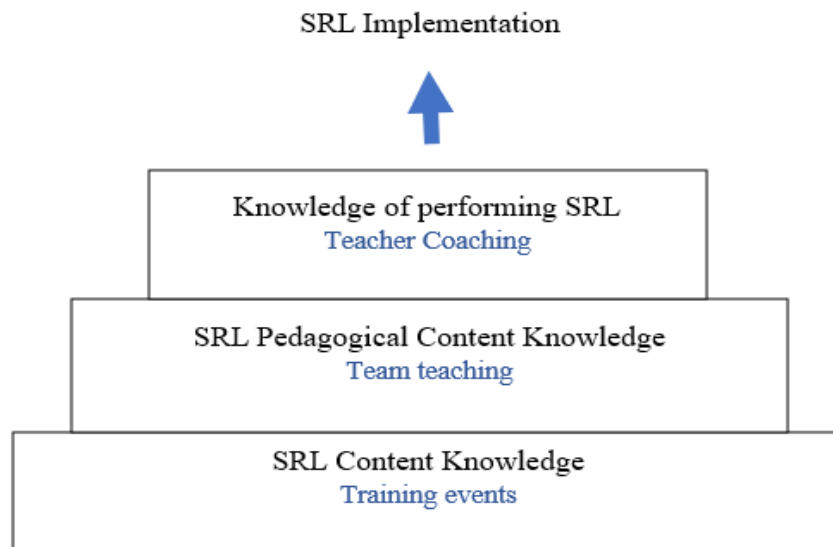 SRL Implementation
Knowledge of performing SRL
Teacher Coaching
SRL Pedagogical Content Knowledge
Team teaching
SRL Content Knowledge
Training events